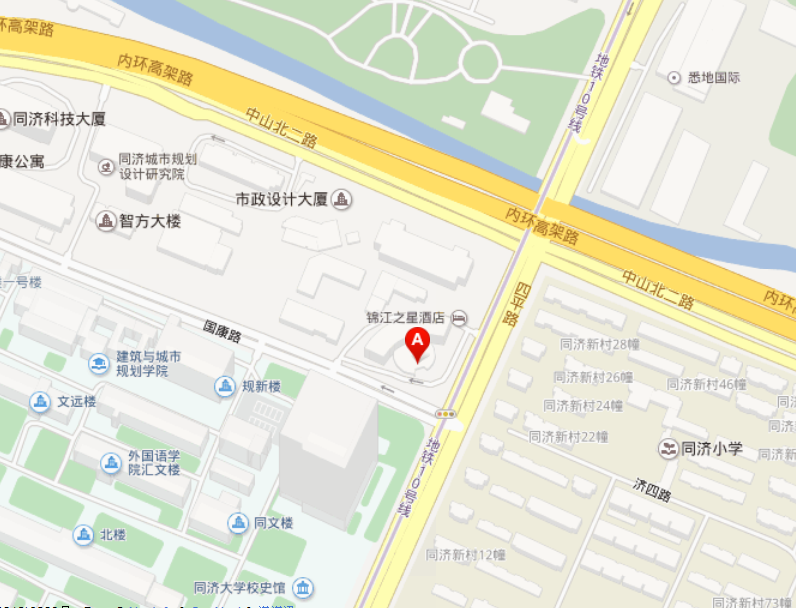 环高架路
内环高架路
地铁10号线
悉地国际
同济科技大厦
中山北二路
康公寓
同济城市规划
设计研究院
市政设计大厦
智方大楼
内环高架路
中山北二路
内环
一号楼
四平路
锦江之星酒店
A
国康路
同济新村28幢
建筑与城市
规划学院
规新楼
同济新村26幢
同济新村46幢
文远楼
同济新村24幢
同济新村22幢
同济小学
地铁10号线
外国语学
院汇文楼
济四路
同文楼
北楼
同济新村12幢
同济大学校史馆
同济新村73幢